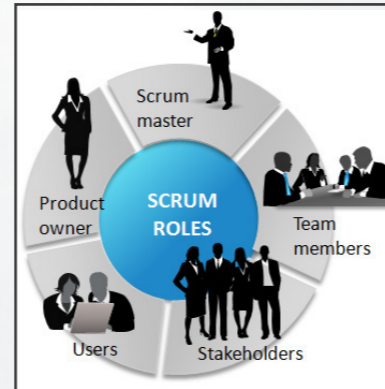 Scrum
master
Product
owner
SCRUM
ROLES
Team
members
Users
Stakeholders